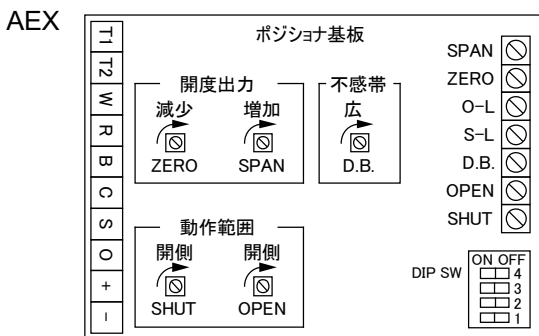 AEX
ポジショナ基板
T1
T2
W
R
B
C
S
O
+
−
開度出力
減少 増加
ZERO SPAN
不感帯
広
D.B.
動作範囲
開側 開側
SHUT OPEN
SPAN
ZERO
O-L
S-L
D.B.
OPEN
SHUT
DIP SW
ON OFF
4
3
2
1